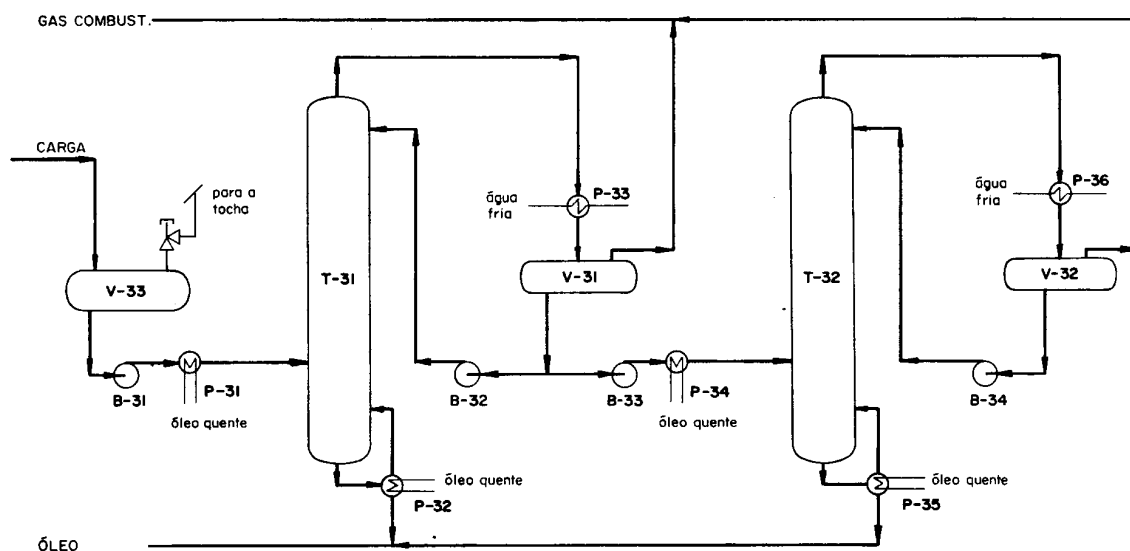 GAS COMBUST.
CARGA
para a
tocha
V-33
B-31
P-31
óleo quente
T-31
óleo quente
P-32
água
fria
P-33
V-31
B-32
B-33
P-34
óleo quente
T-32
óleo quente
P-35
água
fria
P-36
V-32
B-34
ÓLEO